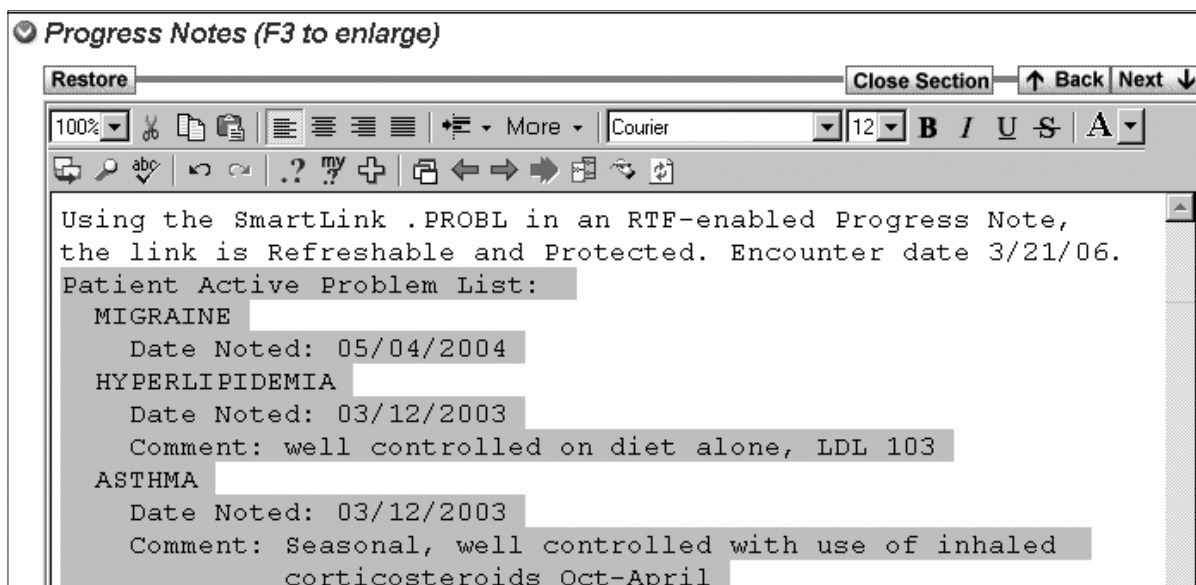 Progress Notes (F3 to enlarge)
Restore Close Section Back Next
100% More Courier 12 B I U S A
abc .? my ?
Using the SmartLink .PROBL in an RTF-enabled Progress Note,
the link is Refreshable and Protected. Encounter date 3/21/06.
Patient Active Problem List:
MIGRAINE
Date Noted: 05/04/2004
HYPERLIPIDEMIA
Date Noted: 03/12/2003
Comment: well controlled on diet alone, LDL 103
ASTHMA
Date Noted: 03/12/2003
Comment: Seasonal, well controlled with use of inhaled
corticosteroids Oct-April